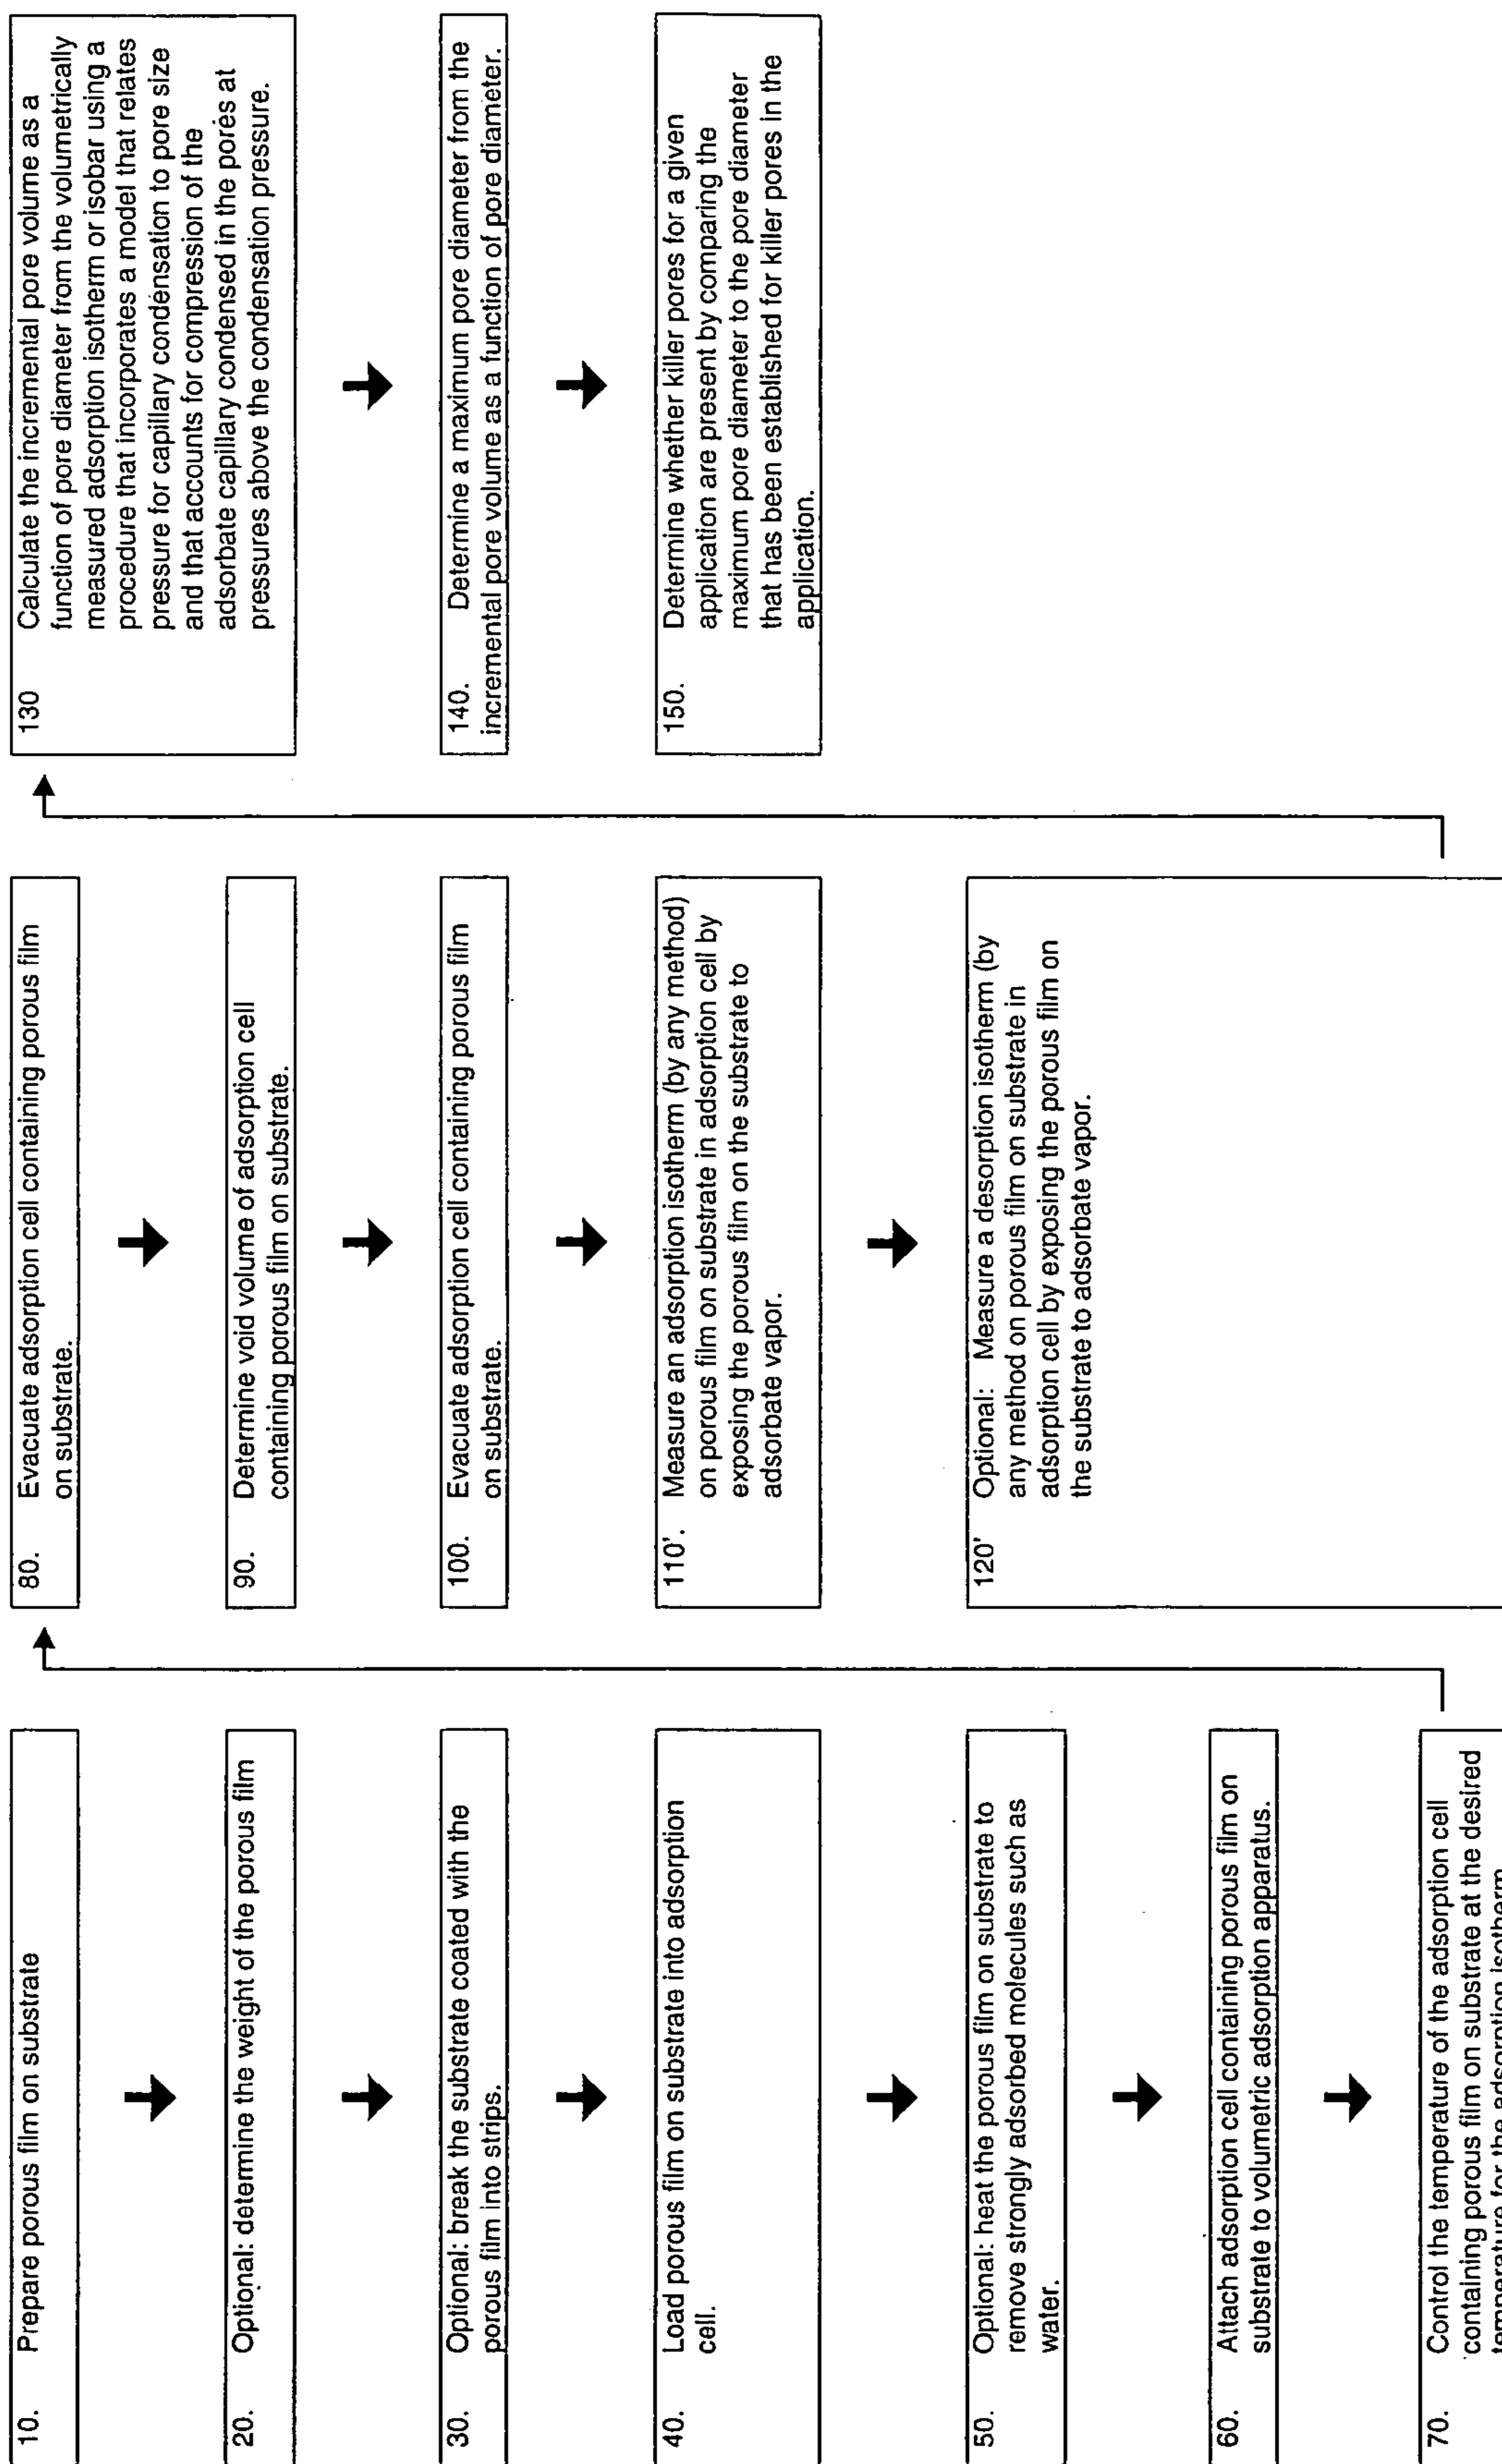 10. Prepare porous film on substrate
20. Optional: determine the weight of the porous film
30. Optional: break the substrate coated with the
porous film into strips.
40. Load porous film on substrate into adsorption
cell.
50. Optional: heat the porous film on substrate to
remove strongly adsorbed molecules such as
water.
60. Attach adsorption cell containing porous film on
substrate to volumetric adsorption apparatus.
70. Control the temperature of the adsorption cell
containing porous film on substrate at the desired
temperature for the adsorption isotherm
80. Evacuate adsorption cell containing porous film
on substrate.
90. Determine void volume of adsorption cell
containing porous film on substrate.
100. Evacuate adsorption cell containing porous film
on substrate.
110'. Measure an adsorption isotherm (by any method)
on porous film on substrate in adsorption cell by
exposing the porous film on the substrate to
adsorbate vapor.
120' Optional: Measure a desorption isotherm (by
any method on porous film on substrate in
adsorption cell by exposing the porous film on
the substrate to adsorbate vapor.
130 Calculate the incremental pore volume as a
function of pore diameter from the volumetrically
measured adsorption isotherm or isobar using a
procedure that incorporates a model that relates
pressure for capillary condensation to pore size
and that accounts for compression of the
adsorbate capillary condensed in the pores at
pressures above the condensation pressure.
140. Determine a maximum pore diameter from the
incremental pore volume as a function of pore diameter.
150. Determine whether killer pores for a given
application are present by comparing the
maximum pore diameter to the pore diameter
that has been established for killer pores in the
application.